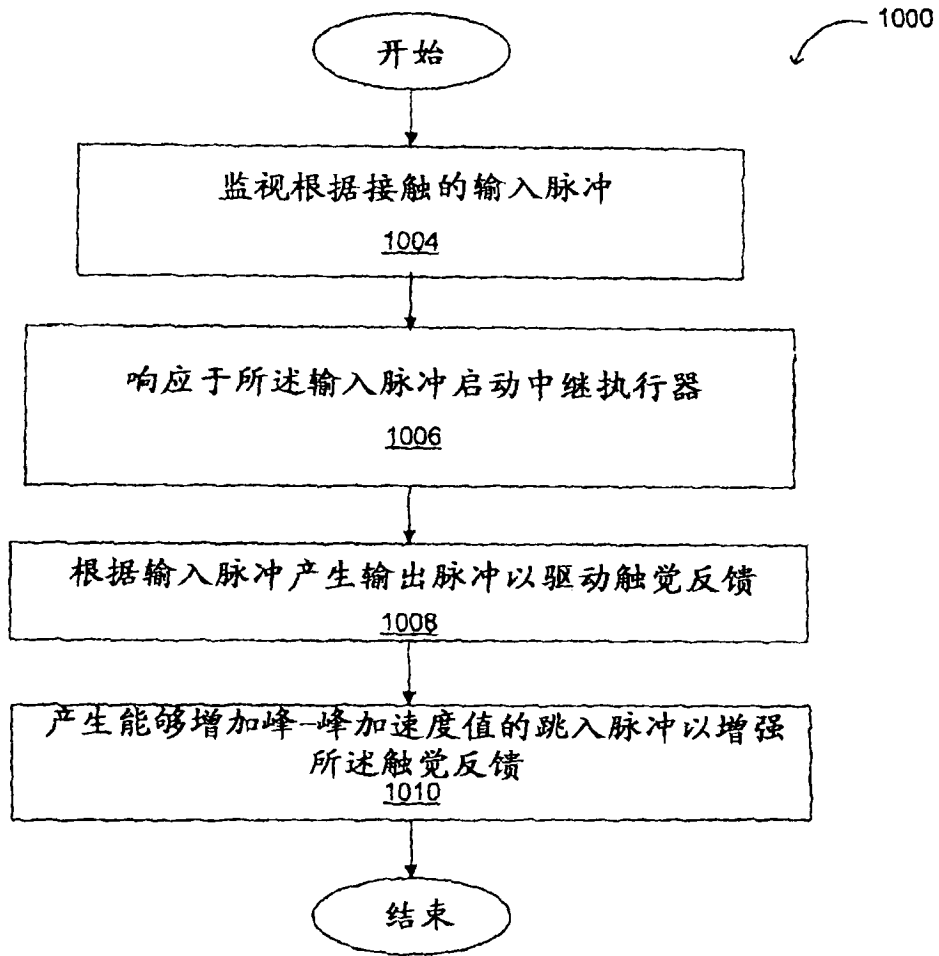 1000
开始
监视根据接触的输入脉冲
1004
响应于所述输入脉冲启动中继执行器
1006
根据输入脉冲产生输出脉冲以驱动触觉反馈
1008
产生能够增加峰-峰加速度值的跳入脉冲以增强
所述触觉反馈
1010
结束